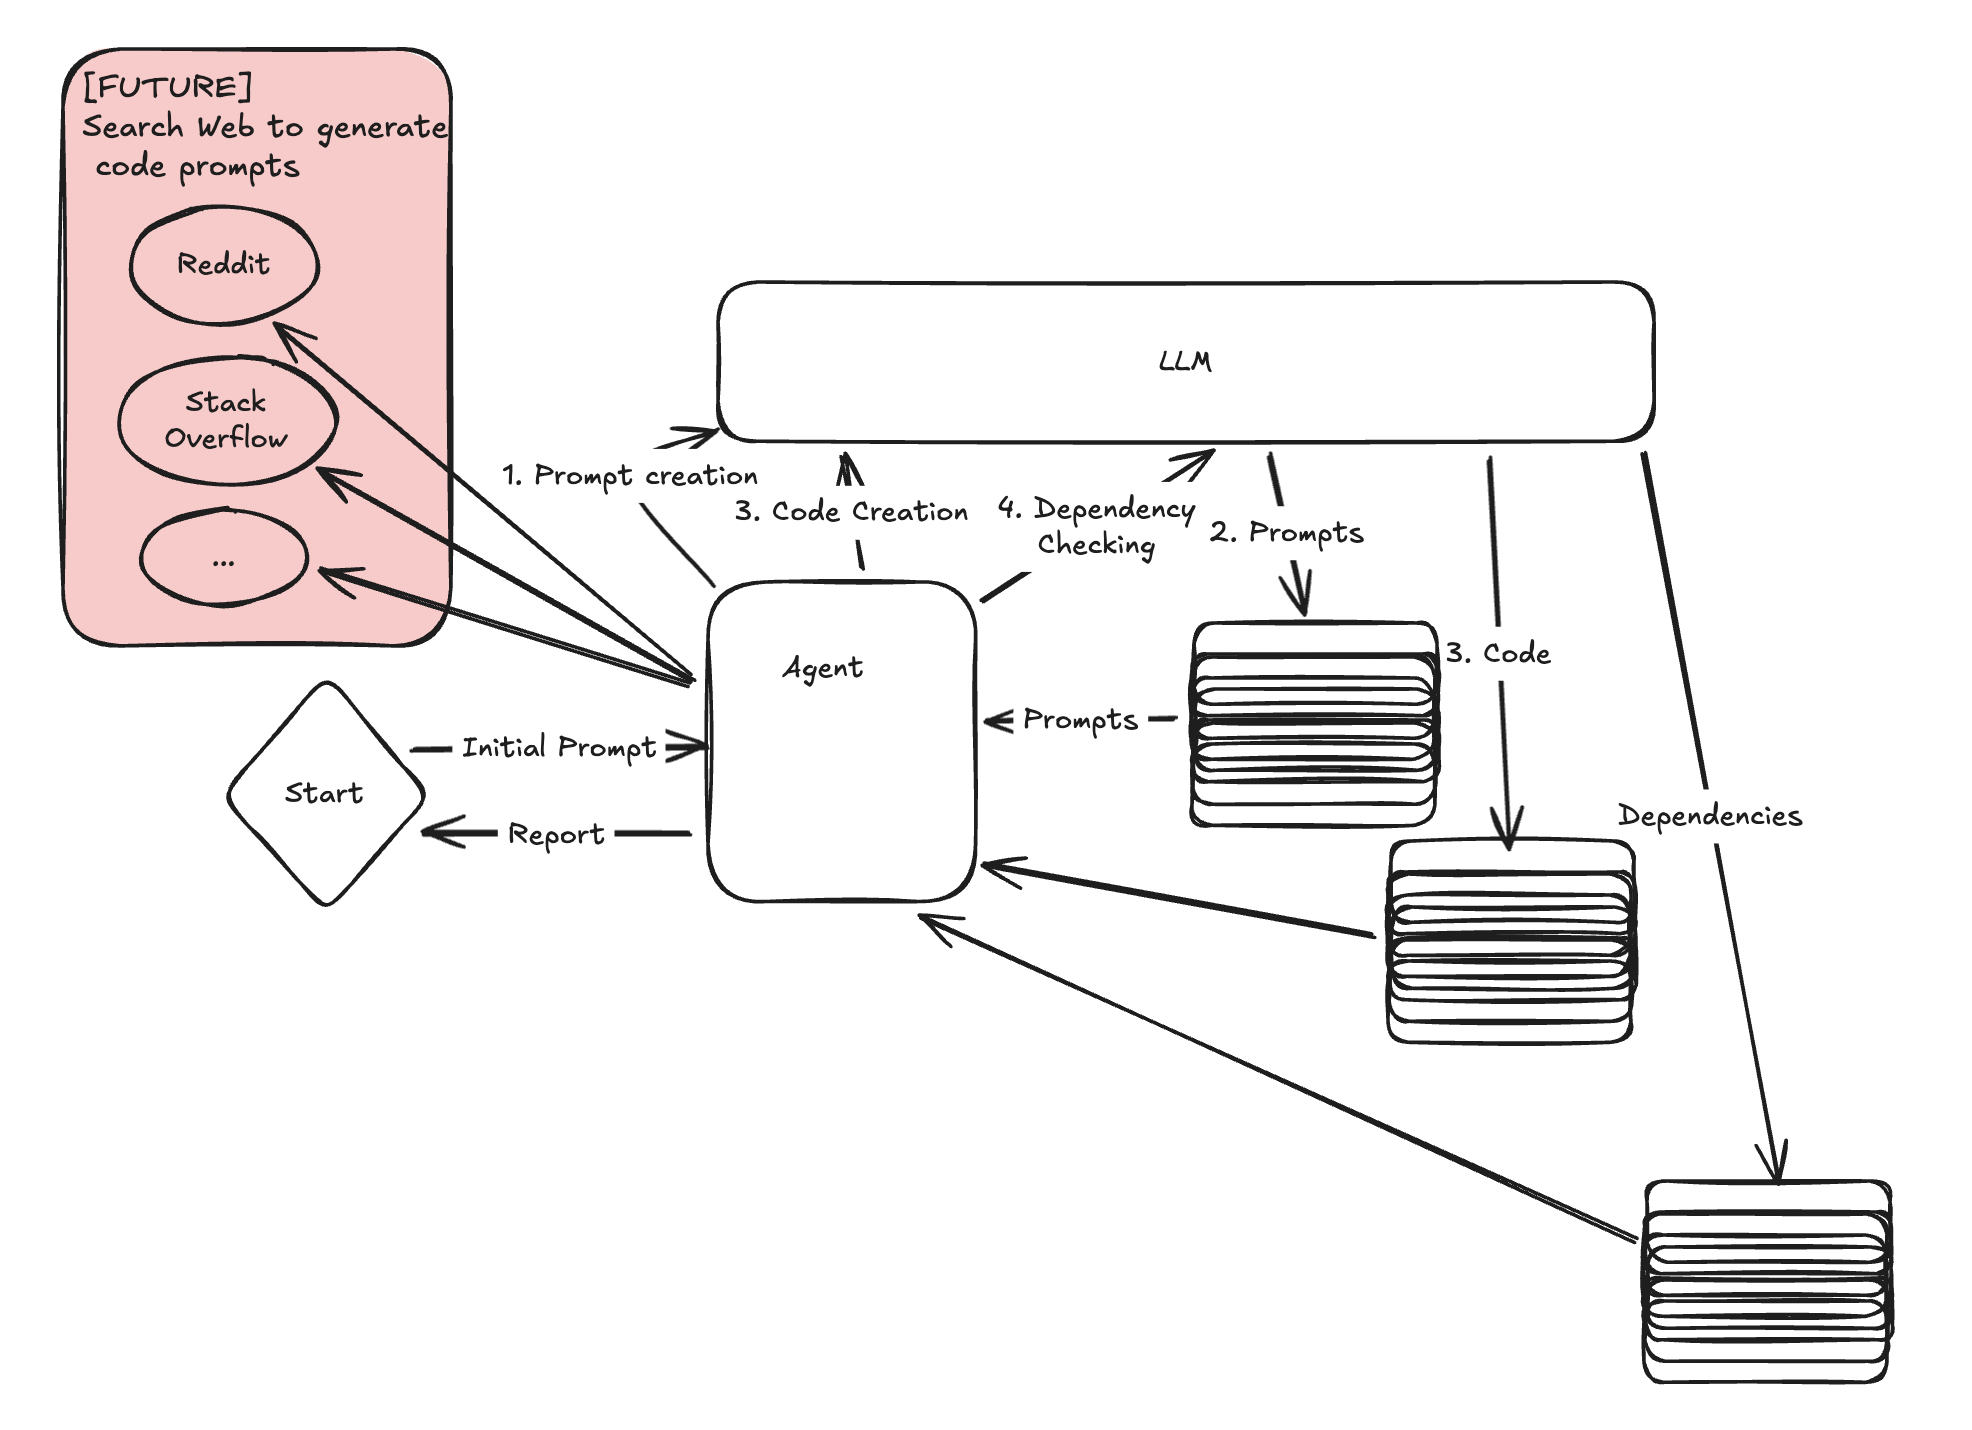 [FUTURE]
Search Web to generate
code prompts
Reddit
Stack
Overflow
...
LLM
1. Prompt creation
3. Code Creation
4. Dependency
Checking
2. Prompts
3. Code
Agent
Prompts
Initial Prompt
Start
Report
Dependencies